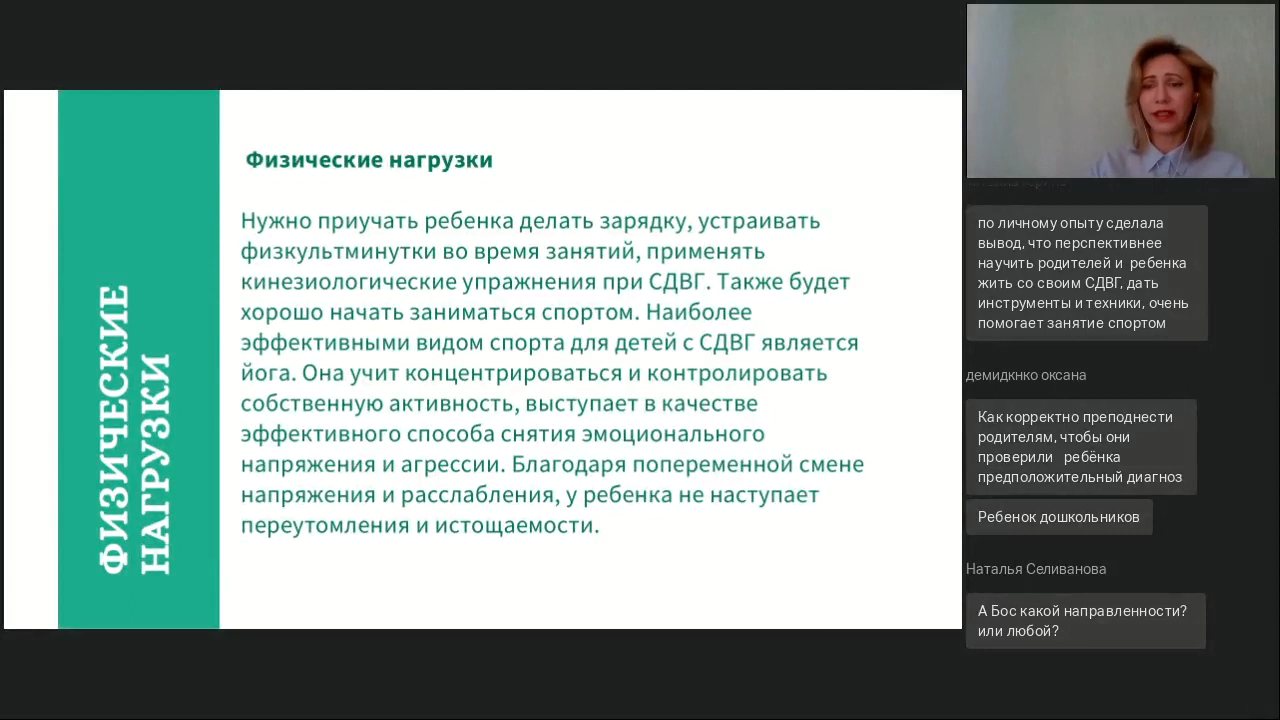 ФИЗИЧЕСКИЕ
НАГРУЗКИ
Физические нагрузки
Нужно приучать ребенка делать зарядку, устраивать
физкультминутки во время занятий, применять
кинезиологические упражнения при СДВГ. Также будет
хорошо начать заниматься спортом. Наиболее
эффективными видом спорта для детей с СДВГ является
йога. Она учит концентрироваться и контролировать
собственную активность, выступает в качестве
эффективного способа снятия эмоционального
напряжения и агрессии. Благодаря попеременной смене
напряжения и расслабления, у ребенка не наступает
переутомления и истощаемости.
по личному опыту сделала
вывод, что перспективнее
научить родителей и ребенка
жить со своим СДВГ, дать
инструменты и техники, очень
помогает занятие спортом
демидкнко оксана
Как корректно преподнести
родителям, чтобы они
проверили ребёнка
предположительный диагноз
Ребенок дошкольников
Наталья Селиванова
А Бос какой направленности?
или любой?